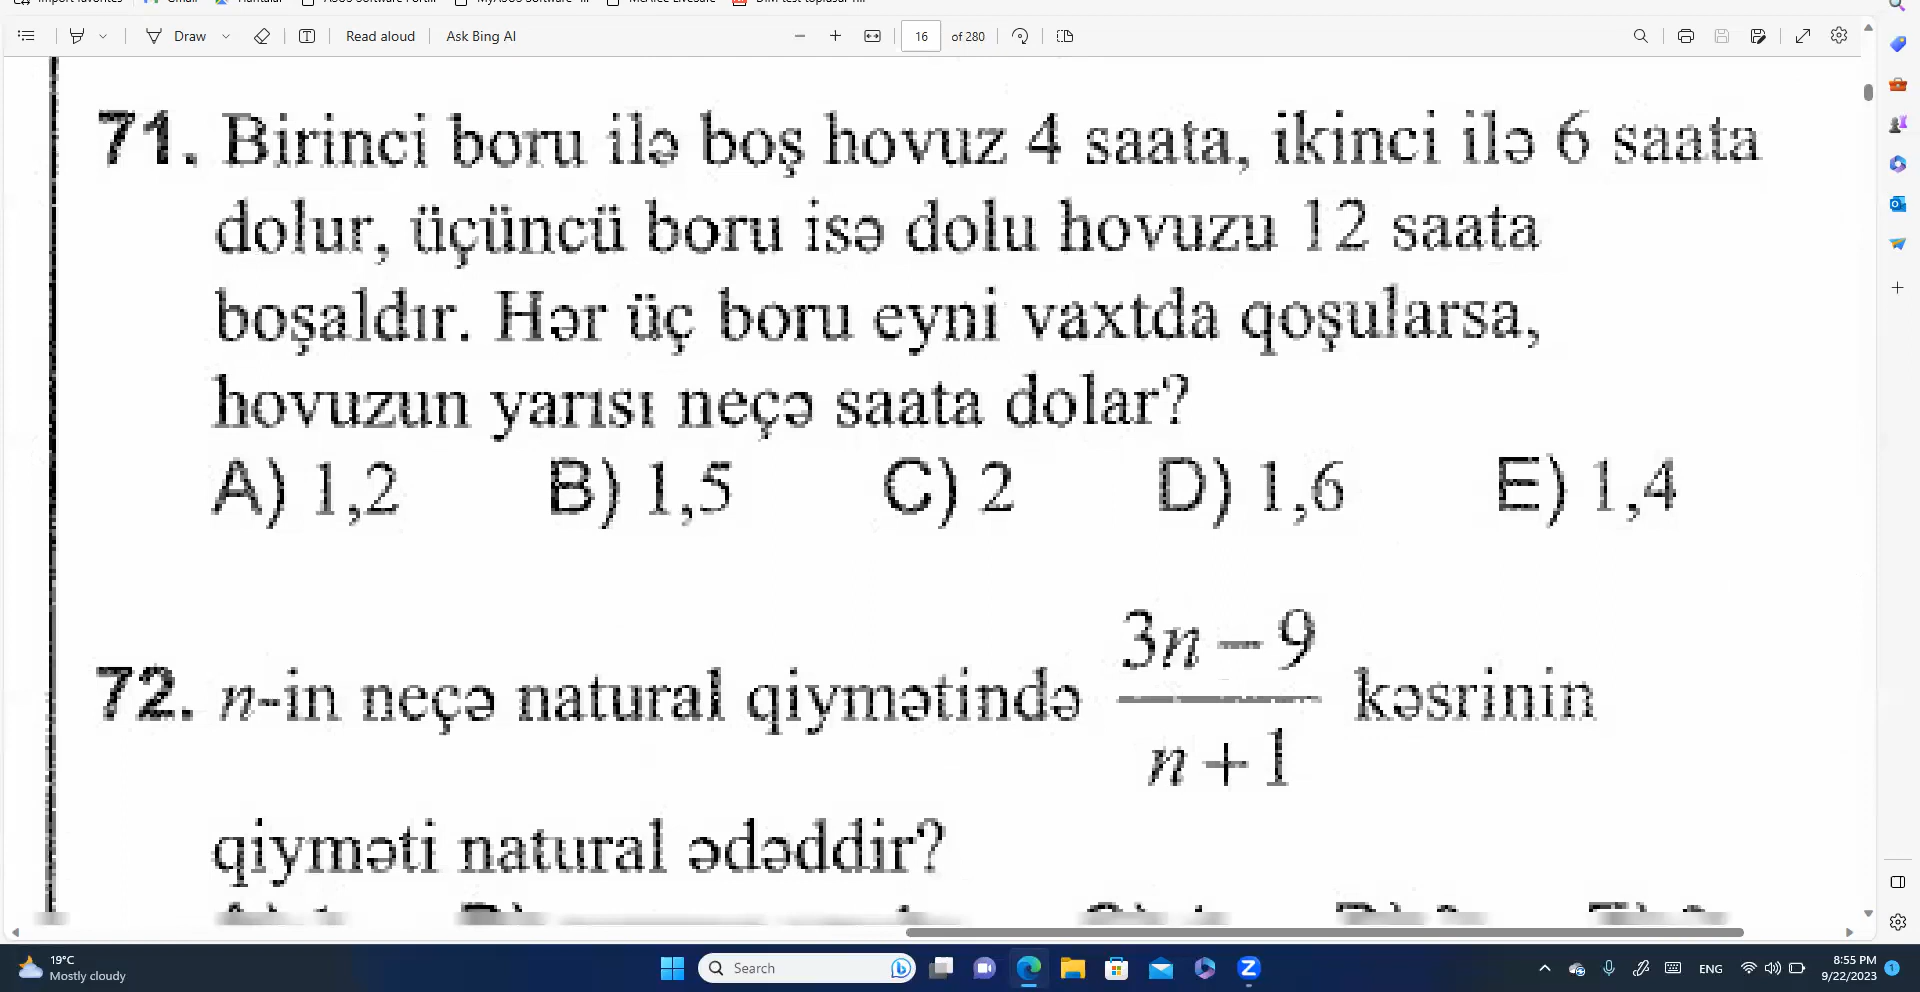 Draw
Read aloud
Ask Bing AI
16 of 280
71. Birinci boru ilə boş hovuz 4 saata, ikinci ilə 6 saata
dolur, üçüncü boru isə dolu hovuzu 12 saata
boşaldır. Hər üç boru eyni vaxtda qoşularsa,
hovuzun yarısı neçə saata dolar?
A) 1,2 B) 1,5 C) 2 D) 1,6 E) 1,4
3n – 9
72. n-in neçə natural qiymətində kəsrinin
n + 1
qiyməti natural ədəddir?
19°C
Mostly cloudy
Search
ENG
8:55 PM
9/22/2023
1